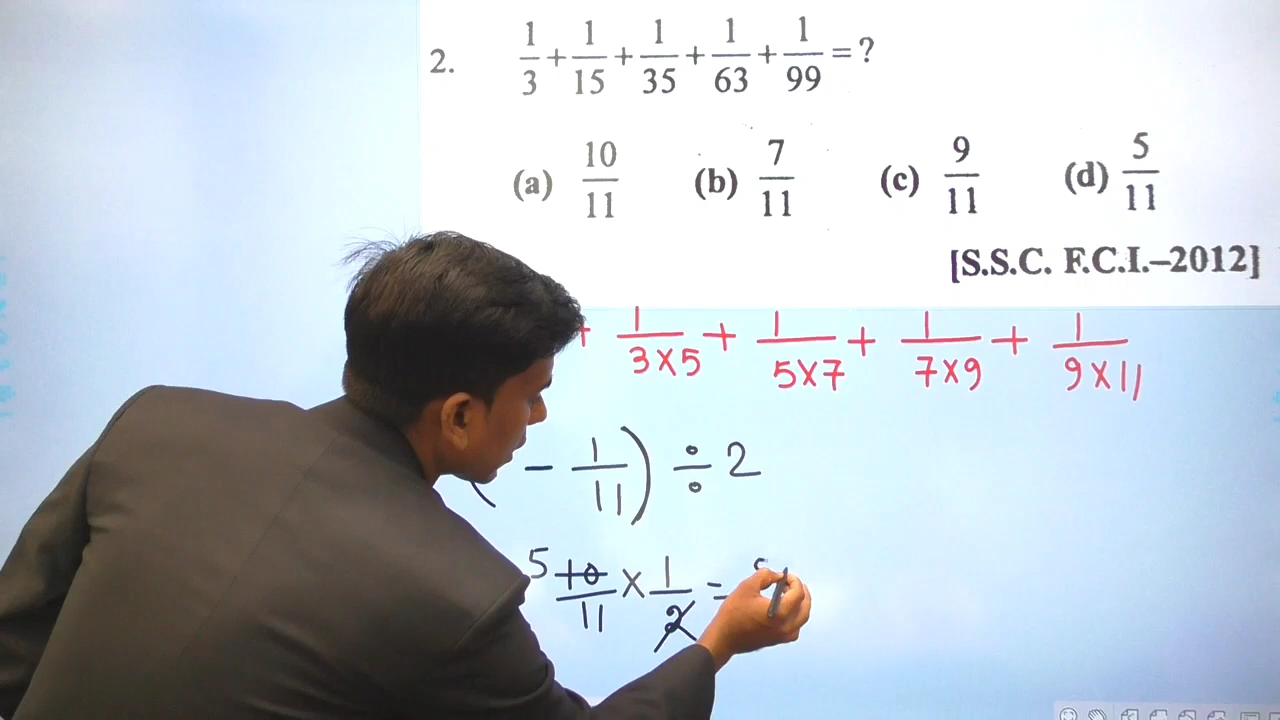 2. 1/3 + 1/15 + 1/35 + 1/63 + 1/99 = ?
(a) 10/11 (b) 7/11 (c) 9/11 (d) 5/11
[S.S.C. F.C.I.–2012]
+ 1/3×5 + 1/5×7 + 1/7×9 + 1/9×11
( - 1/11) ÷ 2
5 10/11 × 1/2 = 5